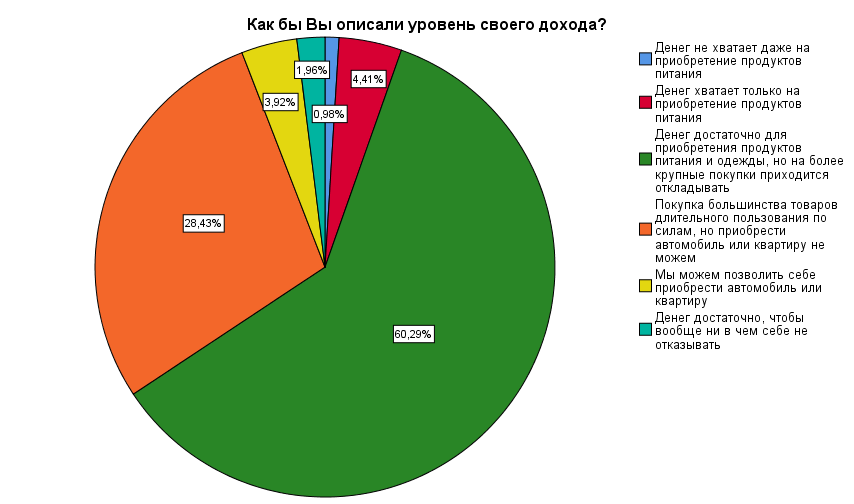 Как бы Вы описали уровень своего дохода?
1,96%
4,41%
3,92%
0,98%
28,43%
60,29%
Денег не хватает даже на
приобретение продуктов
питания
Денег хватает только на
приобретение продуктов
питания
Денег достаточно для
приобретения продуктов
питания и одежды, но на более
крупные покупки приходится
откладывать
Покупка большинства товаров
длительного пользования по
силам, но приобрести
автомобиль или квартиру не
можем
Мы можем позволить себе
приобрести автомобиль или
квартиру
Денег достаточно, чтобы
вообще ни в чем себе не
отказывать